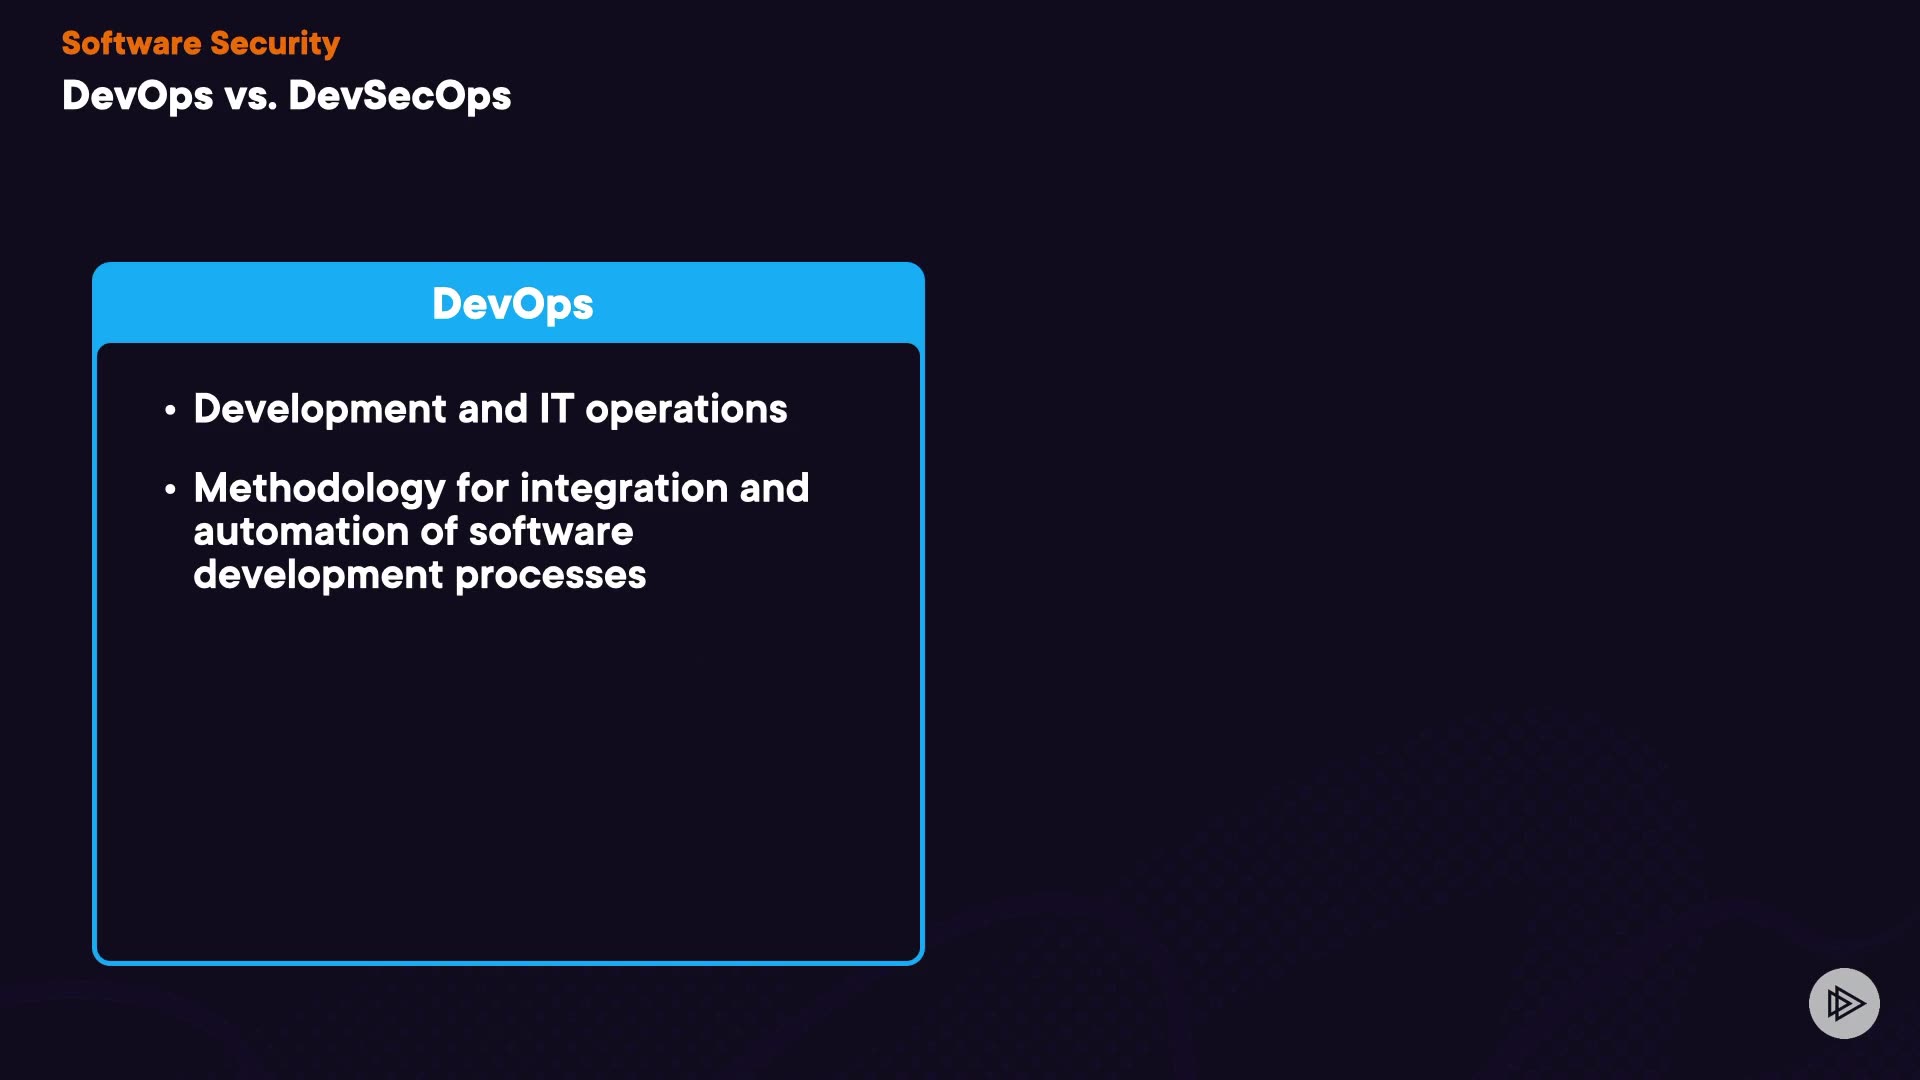 Software Security
DevOps vs. DevSecOps
DevOps
• Development and IT operations
• Methodology for integration and
automation of software
development processes